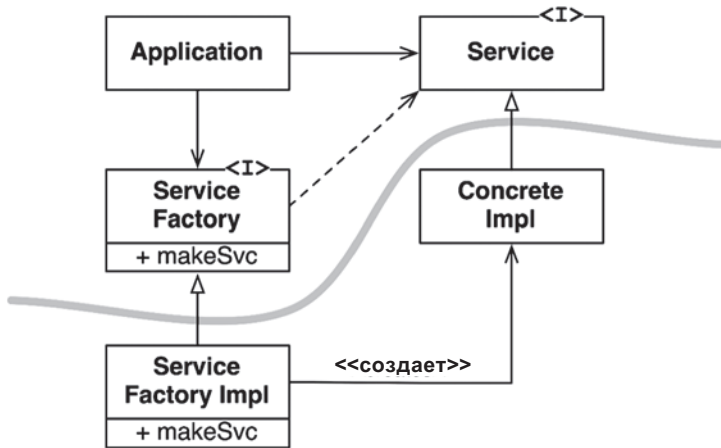 <I>
Application
Service
<I>
Service
Factory
+ makeSvc
Concrete
Impl
Service
Factory Impl
+ makeSvc
<<создает>>